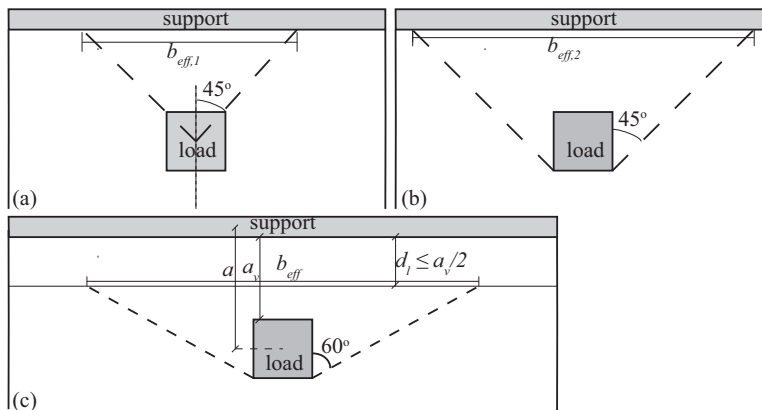 support
b_eff,1
45°
load
(a)
support
b_eff,2
45°
load
(b)
support
a
a_v
b_eff
d_l ≤ a_v/2
60°
load
(c)